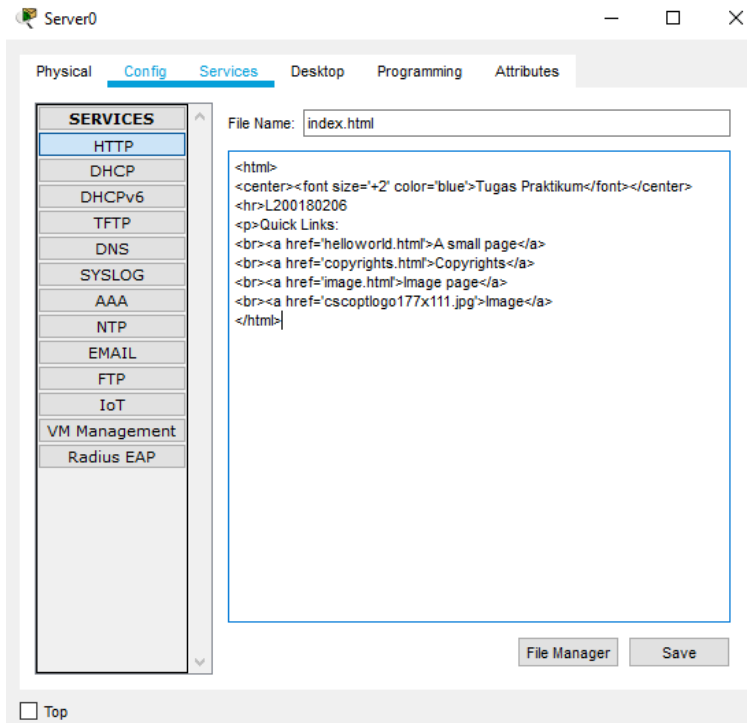 Server0
Physical Config Services Desktop Programming Attributes
SERVICES
HTTP
DHCP
DHCPv6
TFTP
DNS
SYSLOG
AAA
NTP
EMAIL
FTP
IoT
VM Management
Radius EAP
File Name: index.html
<html>
<center><font size='+2' color='blue'>Tugas Praktikum</font></center>
<hr>L200180206
<p>Quick Links:
<br><a href='helloworld.html'>A small page</a>
<br><a href='copyrights.html'>Copyrights</a>
<br><a href='image.html'>Image page</a>
<br><a href='cscoptlogo177x111.jpg'>Image</a>
</html>
File Manager Save
Top